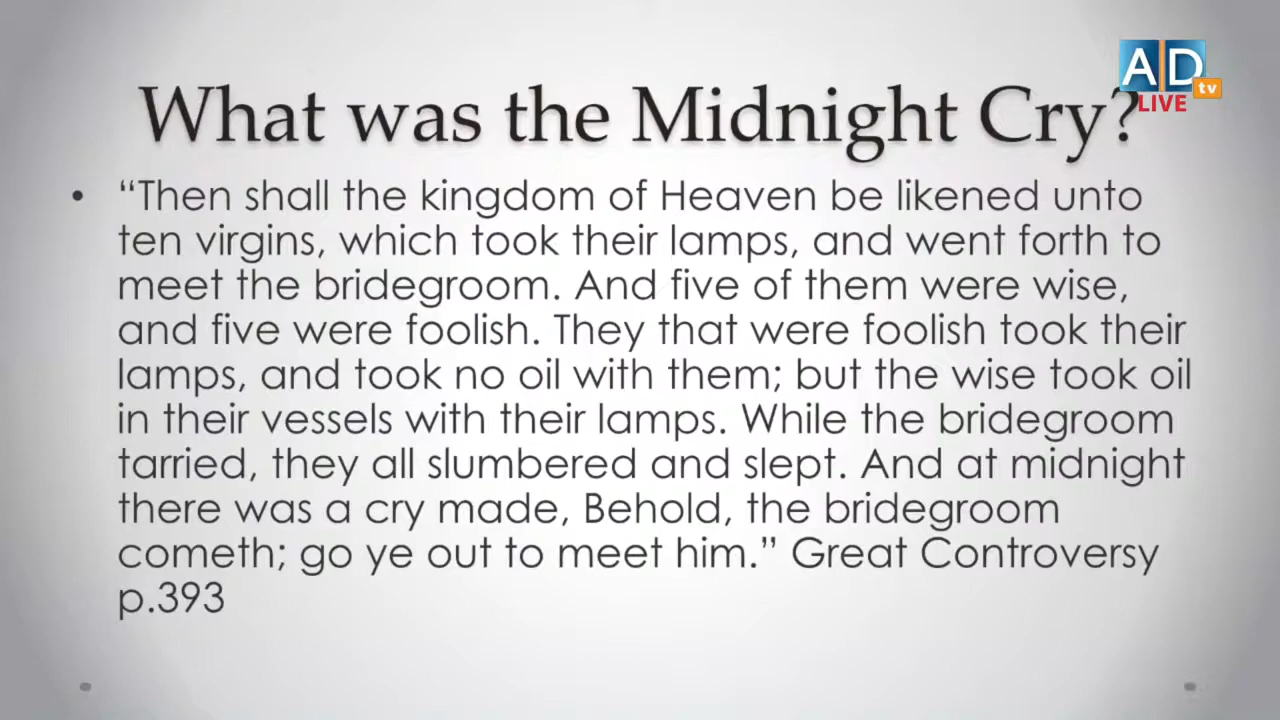 A|D
tv
LIVE
What was the Midnight Cry?
• “Then shall the kingdom of Heaven be likened unto
ten virgins, which took their lamps, and went forth to
meet the bridegroom. And five of them were wise,
and five were foolish. They that were foolish took their
lamps, and took no oil with them; but the wise took oil
in their vessels with their lamps. While the bridegroom
tarried, they all slumbered and slept. And at midnight
there was a cry made, Behold, the bridegroom
cometh; go ye out to meet him.” Great Controversy
p.393